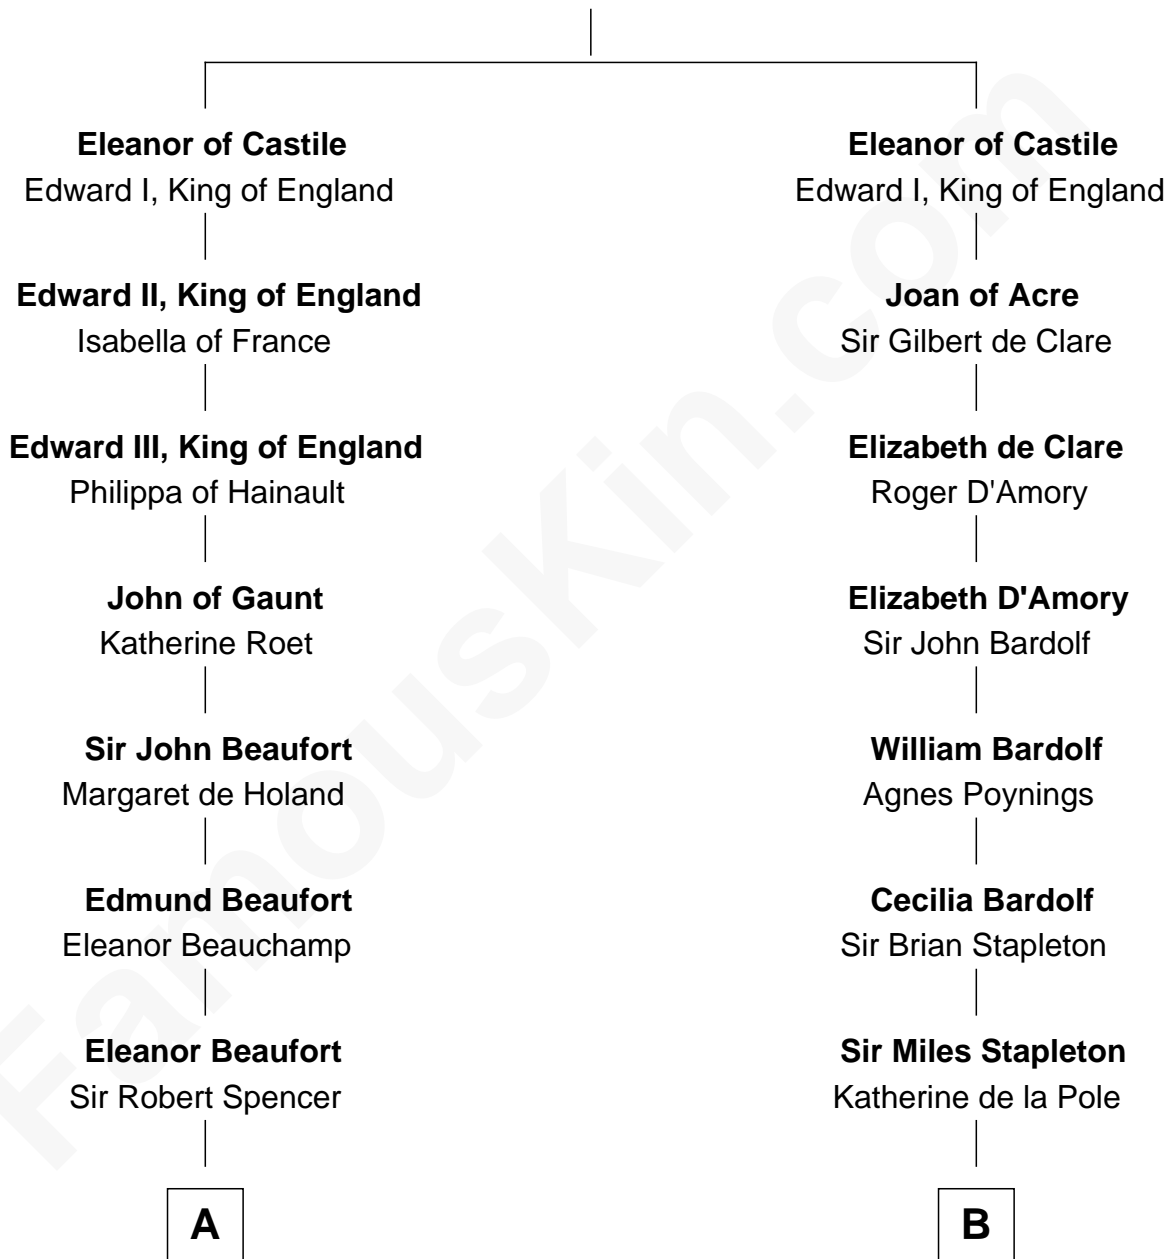 Eleanor of Castile
Edward I, King of England
Edward II, King of England
Isabella of France
Edward III, King of England
Philippa of Hainault
John of Gaunt
Katherine Roet
Sir John Beaufort
Margaret de Holand
Edmund Beaufort
Eleanor Beauchamp
Eleanor Beaufort
Sir Robert Spencer
A
Eleanor of Castile
Edward I, King of England
Joan of Acre
Sir Gilbert de Clare
Elizabeth de Clare
Roger D'Amory
Elizabeth D'Amory
Sir John Bardolf
William Bardolf
Agnes Poynings
Cecilia Bardolf
Sir Brian Stapleton
Sir Miles Stapleton
Katherine de la Pole
B
FamousKin.com